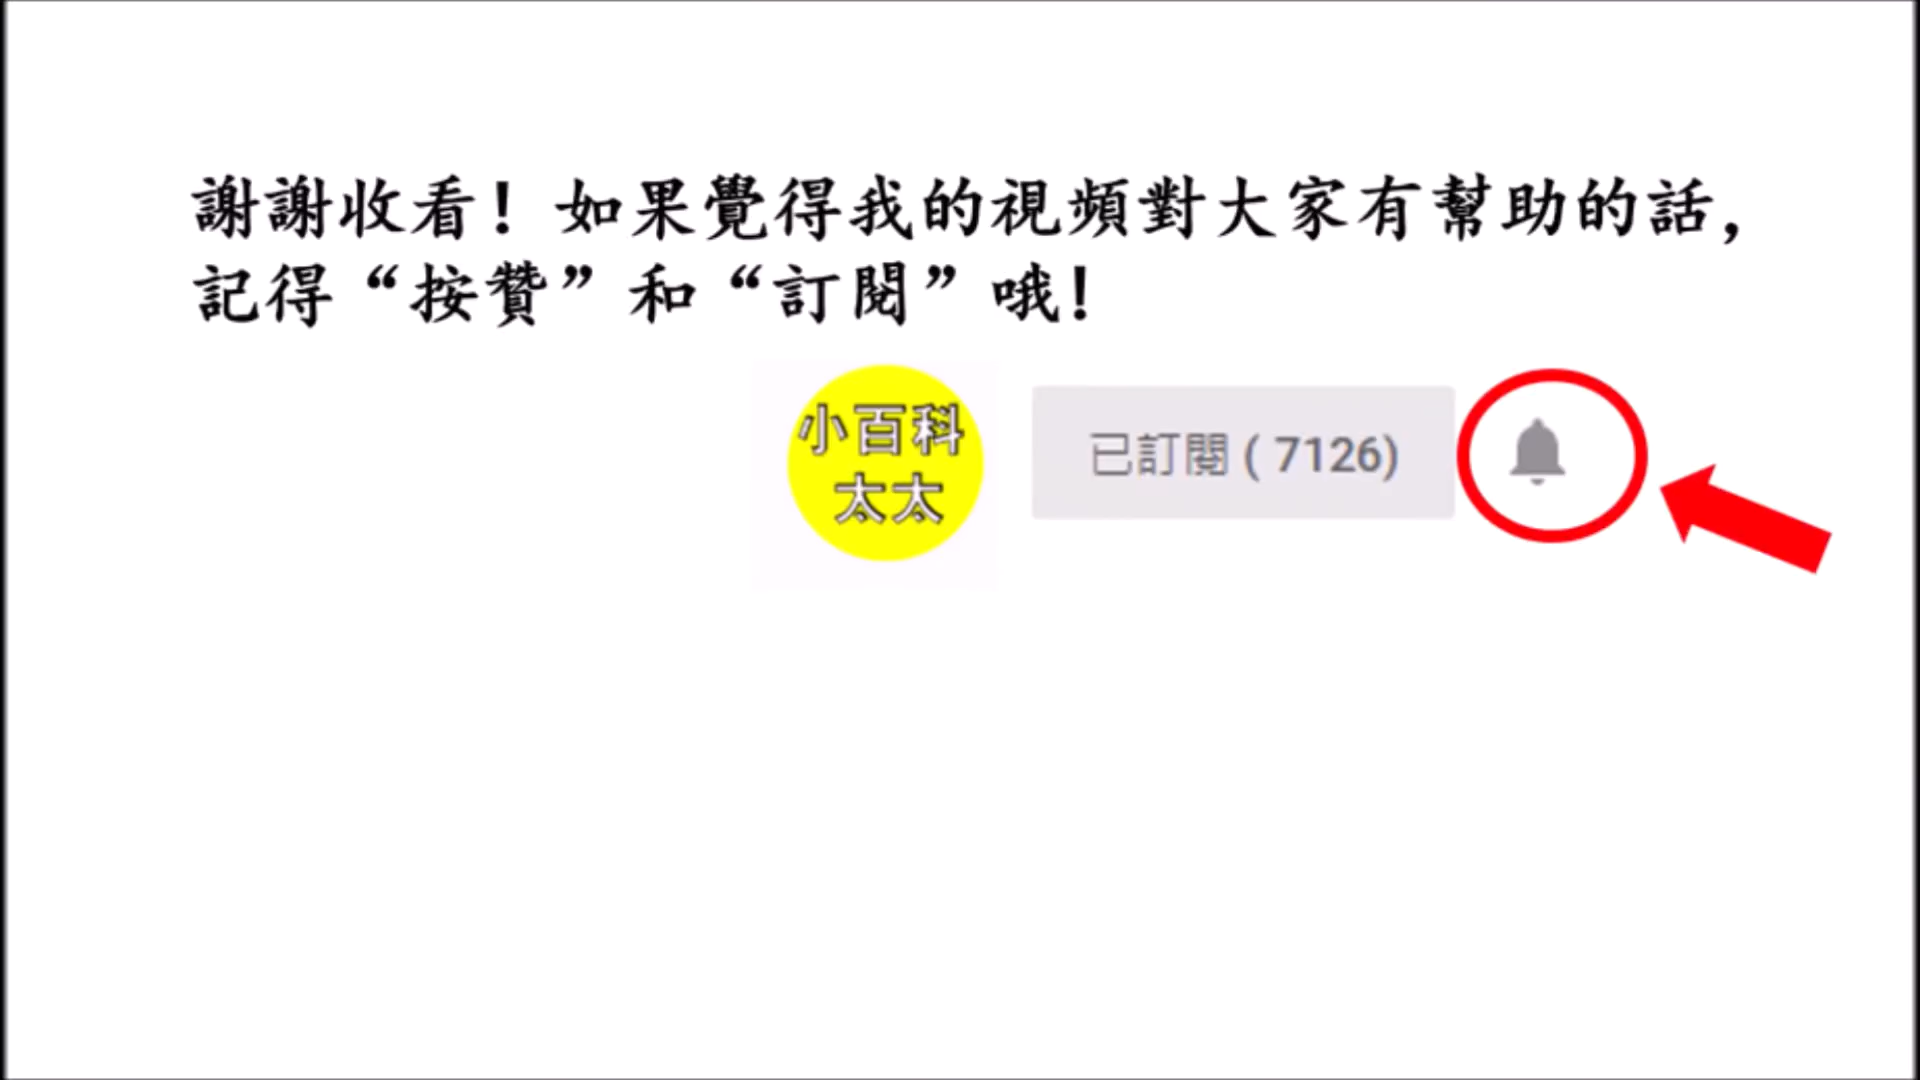 謝謝收看！如果覺得我的視頻對大家有幫助的話，
記得“按贊”和“訂閱”哦！
小百科
太太
已訂閱 ( 7126)